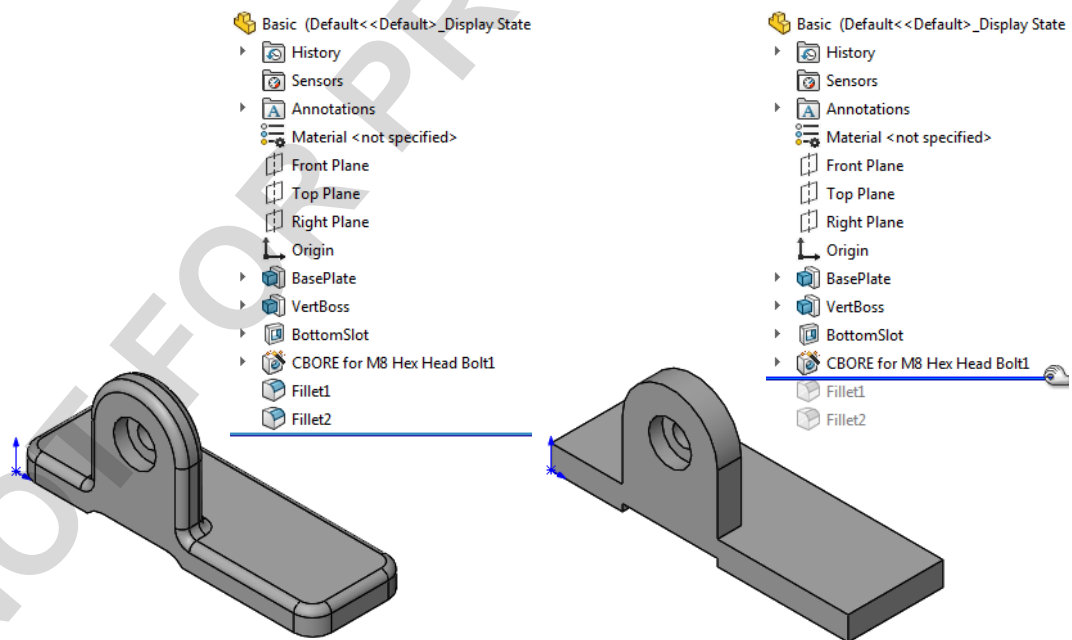 Basic (Default<<Default>_Display State
History
Sensors
Annotations
Material <not specified>
Front Plane
Top Plane
Right Plane
Origin
BasePlate
VertBoss
BottomSlot
CBORE for M8 Hex Head Bolt1
Fillet1
Fillet2
Basic (Default<<Default>_Display State
History
Sensors
Annotations
Material <not specified>
Front Plane
Top Plane
Right Plane
Origin
BasePlate
VertBoss
BottomSlot
CBORE for M8 Hex Head Bolt1
Fillet1
Fillet2
NOT FOR PR